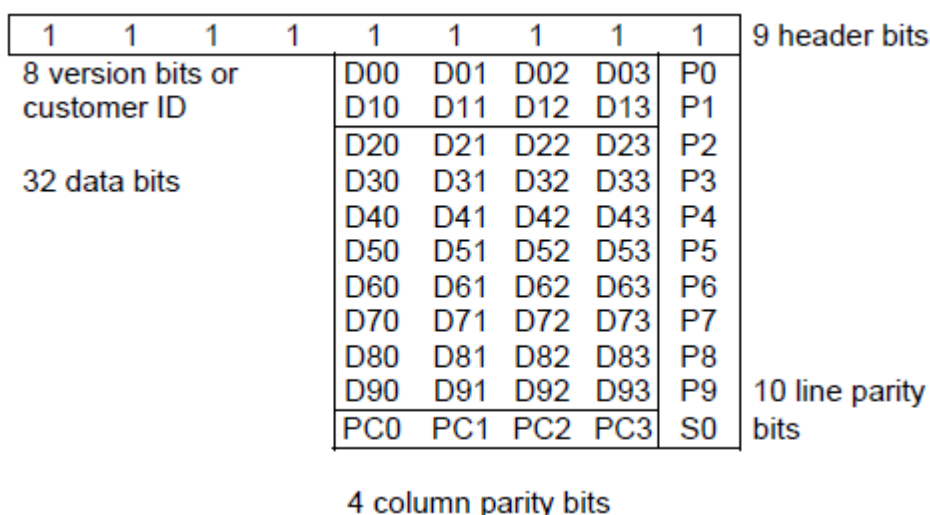 1 1 1 1 1 1 1 1 1 9 header bits
8 version bits or D00 D01 D02 D03 P0
customer ID D10 D11 D12 D13 P1
D20 D21 D22 D23 P2
32 data bits D30 D31 D32 D33 P3
D40 D41 D42 D43 P4
D50 D51 D52 D53 P5
D60 D61 D62 D63 P6
D70 D71 D72 D73 P7
D80 D81 D82 D83 P8
D90 D91 D92 D93 P9 10 line parity
PC0 PC1 PC2 PC3 S0 bits
4 column parity bits